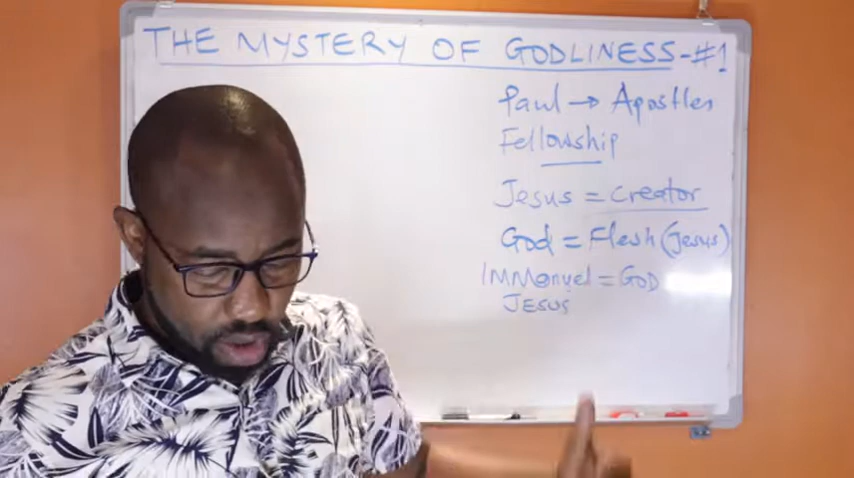 THE MYSTERY OF GODLINESS-#1
Paul → Apostles
Fellowship
Jesus = Creator
God = Flesh (Jesus)
IMManuel = GOD
JESUS